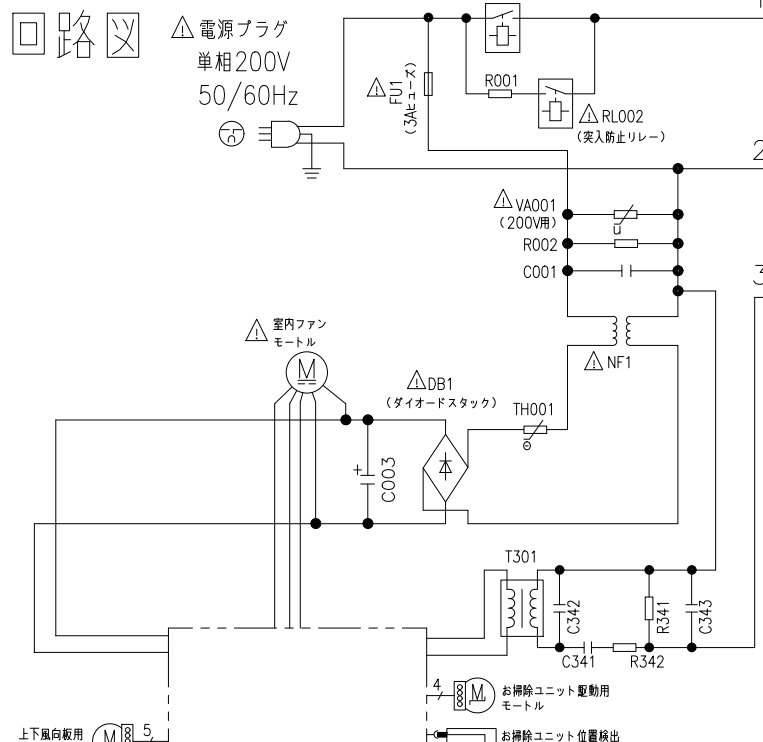 回路図
電源プラグ
単相200V
50/60Hz
FU1
(3Aヒューズ)
R001
RL002
(突入防止リレー)
1
2
3
VA001
(200V用)
u
R002
C001
NF1
室内ファン
モートル
M
DB1
(ダイオードスタック)
TH001
θ
+
C003
T301
C342
R341
C343
C341
R342
4
M
お掃除ユニット駆動用
モートル
上下風向板用
M
5
お掃除ユニット位置検出